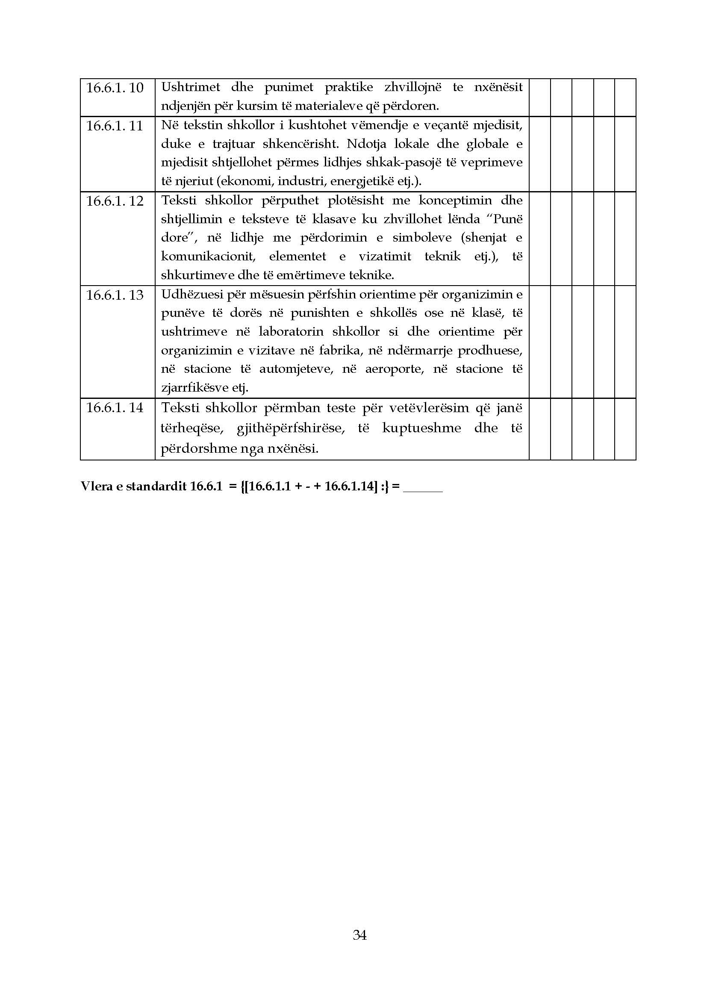 16.6.1. 10 Ushtrimet dhe punimet praktike zhvillojnë te nxënësit
ndjenjën për kursim të materialeve që përdoren.
16.6.1. 11 Në tekstin shkollor i kushtohet vëmendje e veçantë mjedisit,
duke e trajtuar shkencërisht. Ndotja lokale dhe globale e
mjedisit shtjellohet përmes lidhjes shkak-pasojë të veprimeve
të njeriut (ekonomi, industri, energjetikë etj.).
16.6.1. 12 Teksti shkollor përputhet plotësisht me konceptimin dhe
shtjellimin e teksteve të klasave ku zhvillohet lënda “Punë
dore”, në lidhje me përdorimin e simboleve (shenjat e
komunikacionit, elementet e vizatimit teknik etj.), të
shkurtimeve dhe të emërtimeve teknike.
16.6.1. 13 Udhëzuesi për mësuesin përfshin orientime për organizimin e
punëve të dorës në punishten e shkollës ose në klasë, të
ushtrimeve në laboratorin shkollor si dhe orientime për
organizimin e vizitave në fabrika, në ndërmarrje prodhuese,
në stacione të automjeteve, në aeroporte, në stacione të
zjarrfikësve etj.
16.6.1. 14 Teksti shkollor përmban teste për vetëvlerësim që janë
tërheqëse, gjithëpërfshirëse, të kuptueshme dhe të
përdorshme nga nxënësi.
Vlera e standardit 16.6.1 = {[16.6.1.1 + - + 16.6.1.14] :} = ______
34